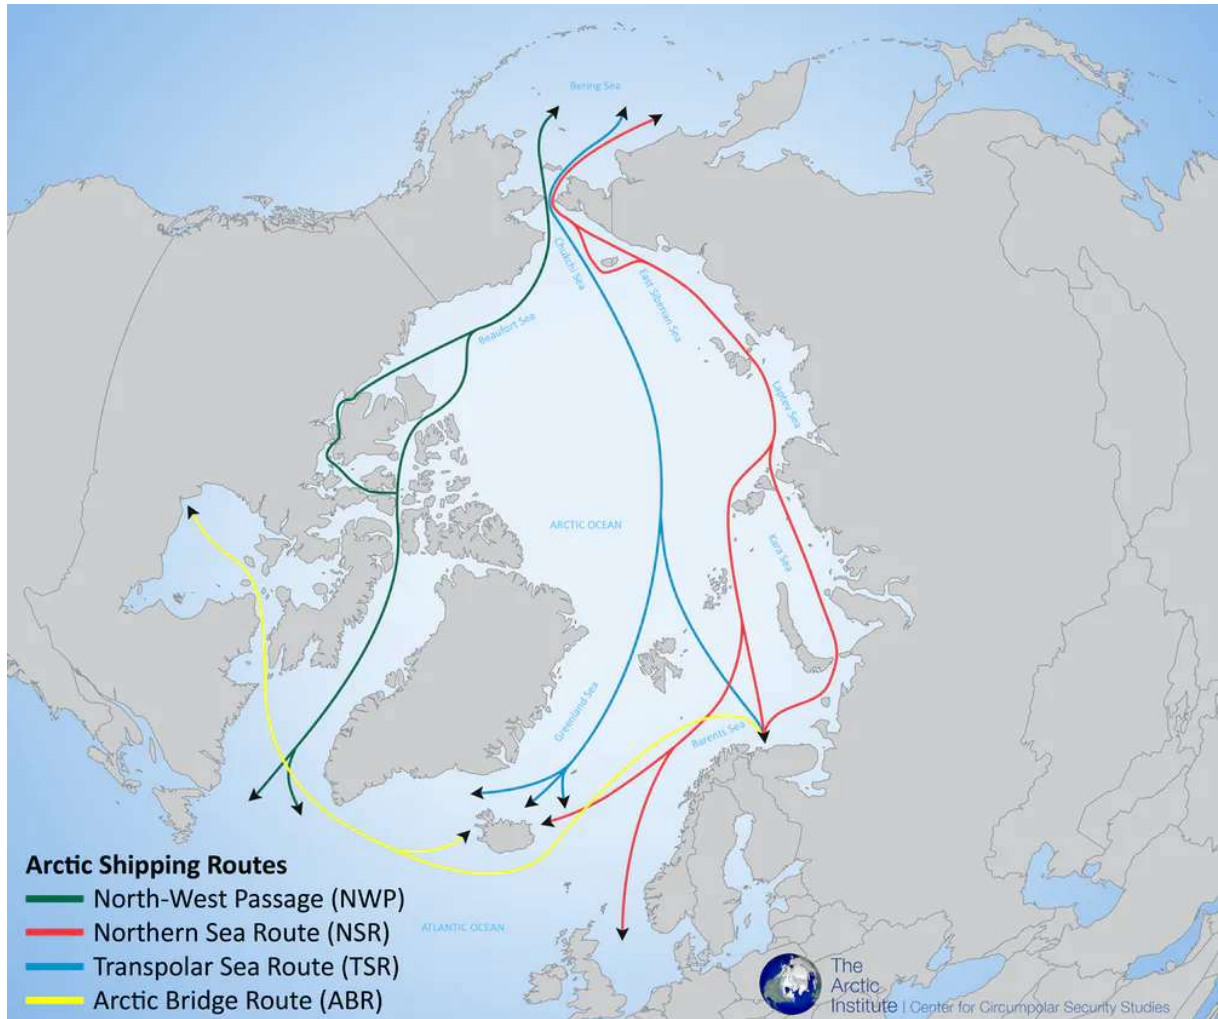 Bering Sea
Chukchi Sea
East Siberian Sea
Beaufort Sea
Laptev Sea
ARCTIC OCEAN
Kara Sea
Greenland Sea
Barents Sea
ATLANTIC OCEAN
Arctic Shipping Routes
North-West Passage (NWP)
Northern Sea Route (NSR)
Transpolar Sea Route (TSR)
Arctic Bridge Route (ABR)
The
Arctic
Institute | Center for Circumpolar Security Studies